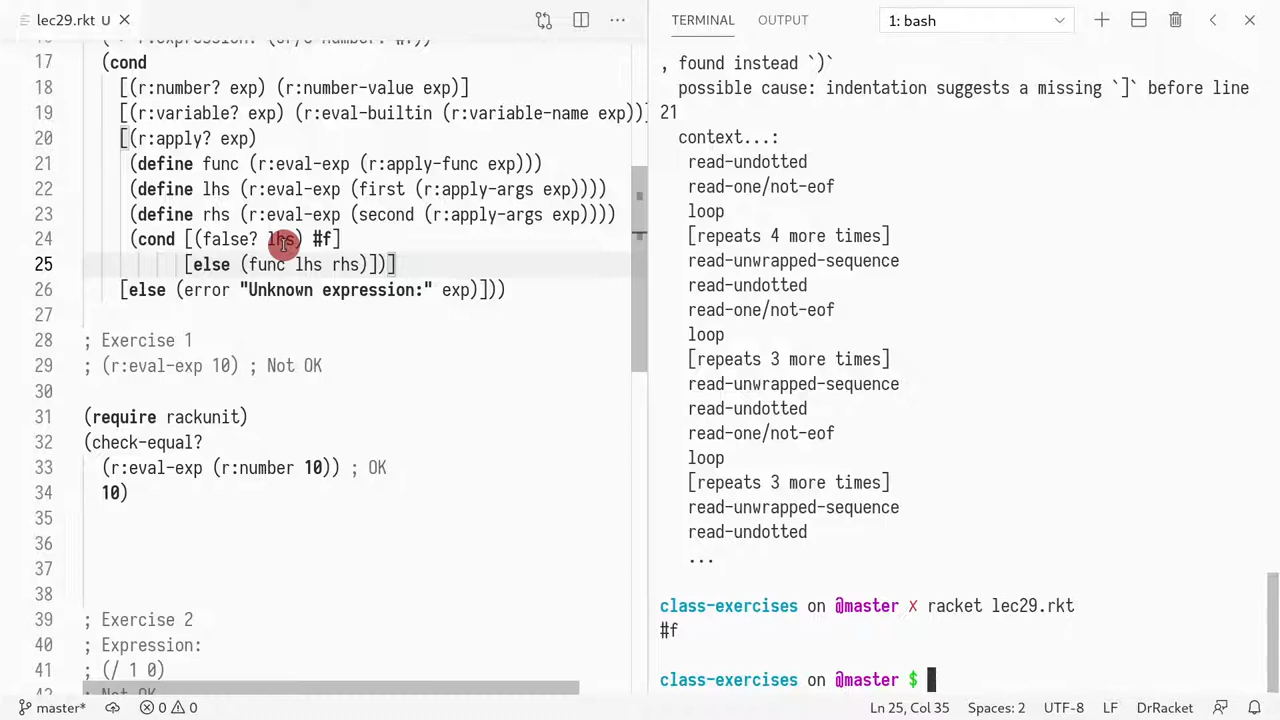 lec29.rkt U
17 (cond
18 [(r:number? exp) (r:number-value exp)]
19 [(r:variable? exp) (r:eval-builtin (r:variable-name exp))]
20 [(r:apply? exp)
21 (define func (r:eval-exp (r:apply-func exp)))
22 (define lhs (r:eval-exp (first (r:apply-args exp))))
23 (define rhs (r:eval-exp (second (r:apply-args exp))))
24 (cond [(false? lhs) #f]
25 [else (func lhs rhs)])]
26 [else (error "Unknown expression:" exp)]))
27
28 ; Exercise 1
29 ; (r:eval-exp 10) ; Not OK
30
31 (require rackunit)
32 (check-equal?
33 (r:eval-exp (r:number 10)) ; OK
34 10)
35
36
37
38
39 ; Exercise 2
40 ; Expression:
41 ; (/ 1 0)
42 ; Not OK
TERMINAL OUTPUT 1: bash
, found instead `)`
possible cause: indentation suggests a missing `]` before line
21
context...:
read-undotted
read-one/not-eof
loop
[repeats 4 more times]
read-unwrapped-sequence
read-undotted
read-one/not-eof
loop
[repeats 3 more times]
read-unwrapped-sequence
read-undotted
read-one/not-eof
loop
[repeats 3 more times]
read-unwrapped-sequence
read-undotted
...
class-exercises on @master ✗ racket lec29.rkt
#f
class-exercises on @master $
master* 0 0 Ln 25, Col 35 Spaces: 2 UTF-8 LF DrRacket